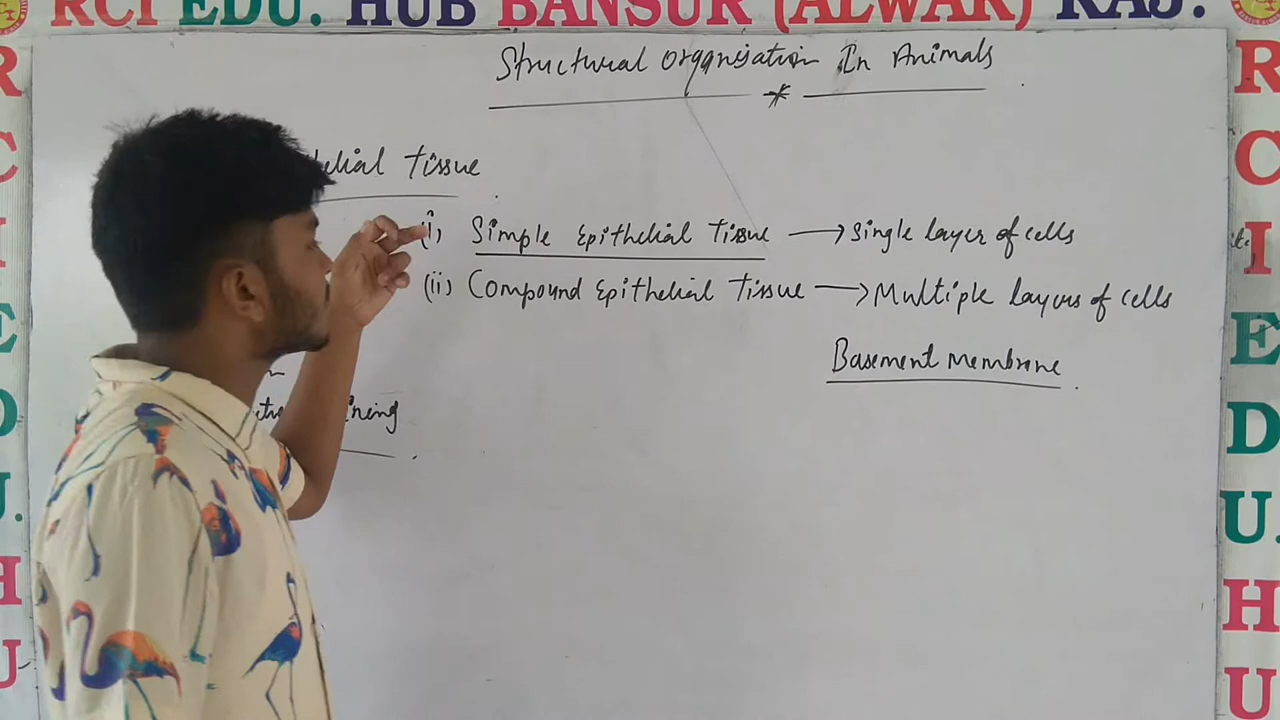 RCI EDU. HUB BANSUR (ALWAR) RAJ.
Structural Organisation In Animals
Tissue
(i) Simple Epithelial Tissue → Single layer of cells
(ii) Compound Epithelial Tissue → Multiple layers of cells
Basement Membrane
R
C
I
E
D
U.
H
U
R
C
I
E
D
U.
H
U